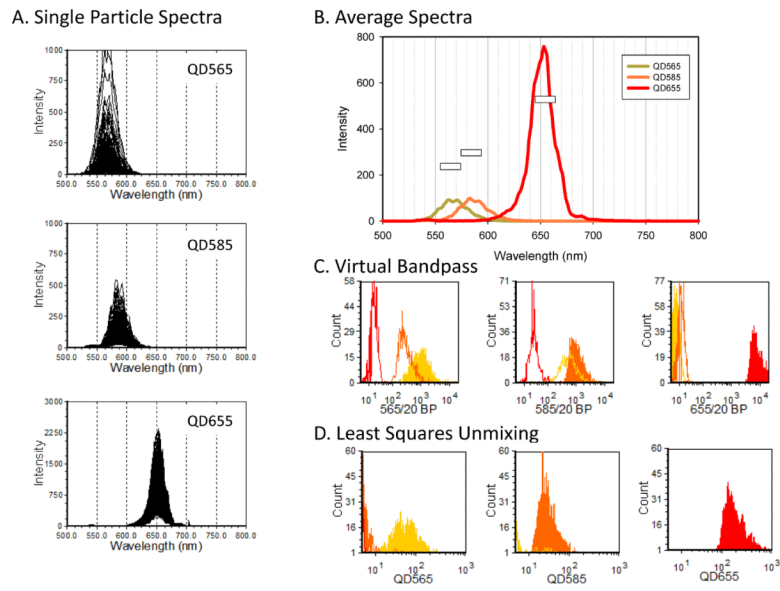 A. Single Particle Spectra
1000
750
500
250
0
Intensity
QD565
500.0 550.0 600.0 650.0 700.0 750.0 800.0
Wavelength (nm)
1000
750
500
250
0
Intensity
QD585
500.0 550.0 600.0 650.0 700.0 750.0 800.0
Wavelength (nm)
3000
2250
1500
750
0
Intensity
QD655
500.0 550.0 600.0 650.0 700.0 750.0 800.0
Wavelength (nm)
B. Average Spectra
800
600
400
200
0
Intensity
QD565
QD585
QD655
500 550 600 650 700 750 800
Wavelength (nm)
C. Virtual Bandpass
58
44
29
15
0
Count
10¹ 10² 10³ 10⁴
565/20 BP
71
53
36
18
0
Count
10¹ 10² 10³ 10⁴
585/20 BP
77
58
39
19
0
Count
10¹ 10² 10³ 10⁴
655/20 BP
D. Least Squares Unmixing
60
45
31
16
1
Count
10¹ 10² 10³
QD565
60
45
31
16
1
Count
10¹ 10² 10³
QD585
60
45
31
16
1
Count
10¹ 10² 10³
QD655